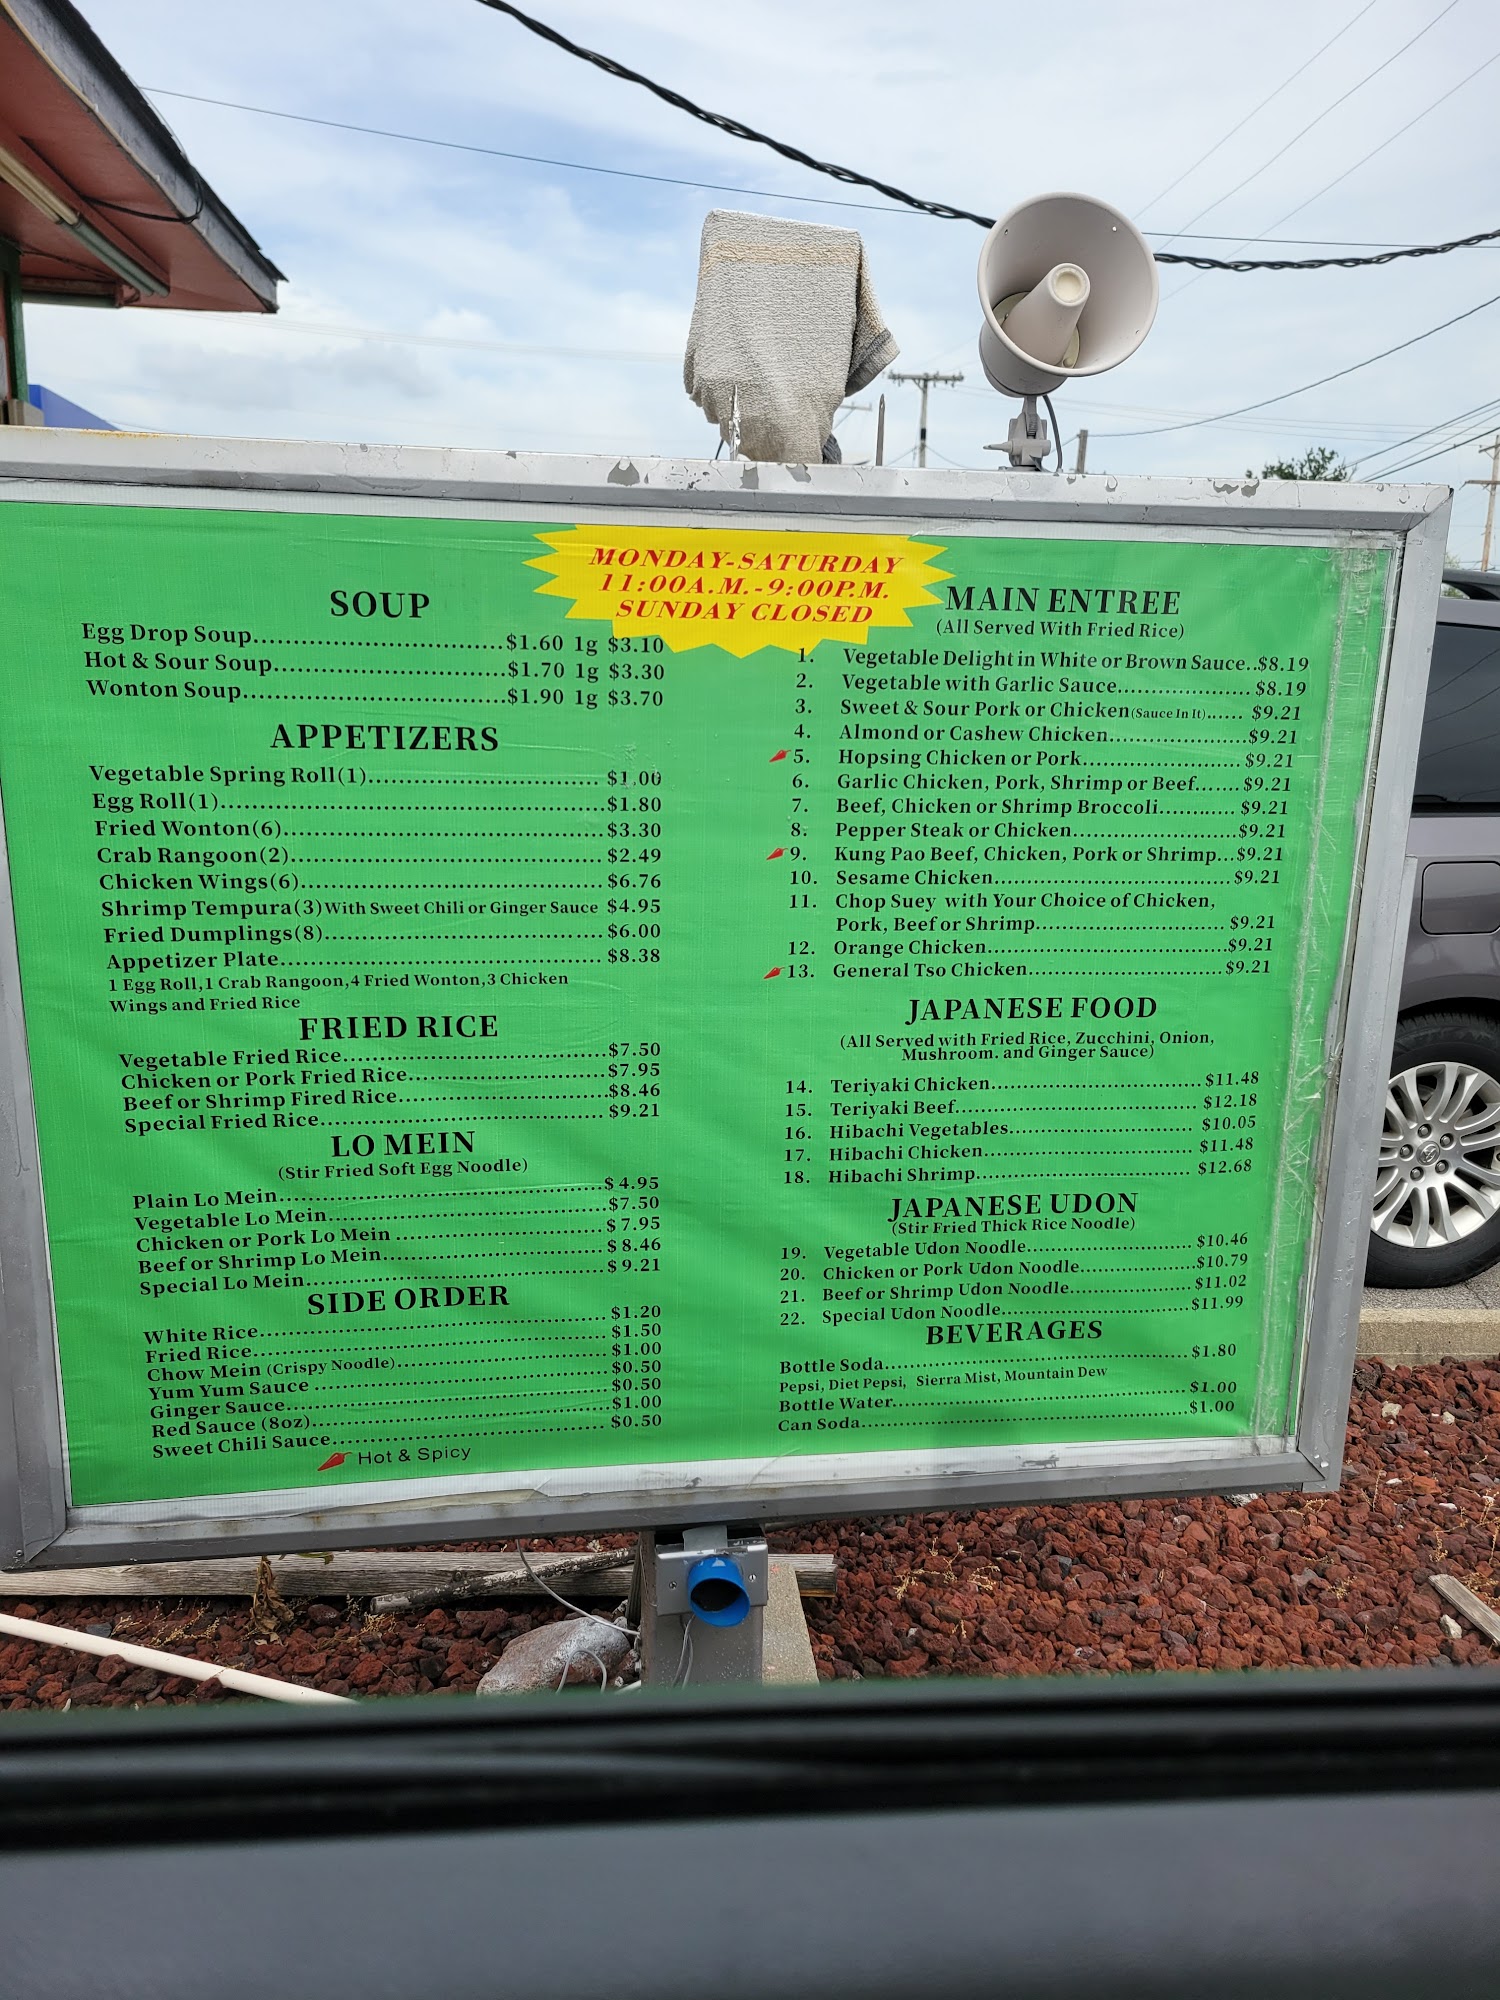 MONDAY-SATURDAY
11:00A.M.-9:00P.M.
SUNDAY CLOSED
SOUP
Egg Drop Soup....................................$1.60 1g $3.10
Hot & Sour Soup..................................$1.70 1g $3.30
Wonton Soup......................................$1.90 1g $3.70
APPETIZERS
Vegetable Spring Roll(1)................................ $1.00
Egg Roll(1)......................................................$1.80
Fried Wonton(6)............................................$3.30
Crab Rangoon(2)........................................... $2.49
Chicken Wings(6).......................................... $6.76
Shrimp Tempura(3)With Sweet Chili or Ginger Sauce $4.95
Fried Dumplings(8)....................................... $6.00
Appetizer Plate............................................. $8.38
1 Egg Roll,1 Crab Rangoon,4 Fried Wonton,3 Chicken
Wings and Fried Rice
FRIED RICE
Vegetable Fried Rice.....................................$7.50
Chicken or Pork Fried Rice...........................$7.95
Beef or Shrimp Fired Rice.............................$8.46
Special Fried Rice........................................ $9.21
LO MEIN
(Stir Fried Soft Egg Noodle)
Plain Lo Mein..............................................$ 4.95
Vegetable Lo Mein.......................................$7.50
Chicken or Pork Lo Mein .............................$ 7.95
Beef or Shrimp Lo Mein...............................$ 8.46
Special Lo Mein..........................................$ 9.21
SIDE ORDER
White Rice.................................................. $1.20
Fried Rice................................................... $1.50
Chow Mein (Crispy Noodle)........................... $1.00
Yum Yum Sauce ......................................... $0.50
Ginger Sauce............................................... $0.50
Red Sauce (8oz).......................................... $1.00
Sweet Chili Sauce....................................... $0.50
Hot & Spicy
MAIN ENTREE
(All Served With Fried Rice)
1. Vegetable Delight in White or Brown Sauce..$8.19
2. Vegetable with Garlic Sauce.................... $8.19
3. Sweet & Sour Pork or Chicken(Sauce In It)...... $9.21
4. Almond or Cashew Chicken.....................$9.21
5. Hopsing Chicken or Pork.........................$9.21
6. Garlic Chicken, Pork, Shrimp or Beef.......$9.21
7. Beef, Chicken or Shrimp Broccoli............ $9.21
8. Pepper Steak or Chicken.........................$9.21
9. Kung Pao Beef, Chicken, Pork or Shrimp...$9.21
10. Sesame Chicken....................................$9.21
11. Chop Suey with Your Choice of Chicken,
Pork, Beef or Shrimp............................ $9.21
12. Orange Chicken....................................$9.21
13. General Tso Chicken.............................$9.21
JAPANESE FOOD
(All Served with Fried Rice, Zucchini, Onion,
Mushroom. and Ginger Sauce)
14. Teriyaki Chicken................................ $11.48
15. Teriyaki Beef..................................... $12.18
16. Hibachi Vegetables............................ $10.05
17. Hibachi Chicken................................ $11.48
18. Hibachi Shrimp................................. $12.68
JAPANESE UDON
(Stir Fried Thick Rice Noodle)
19. Vegetable Udon Noodle......................... $10.46
20. Chicken or Pork Udon Noodle..................$10.79
21. Beef or Shrimp Udon Noodle...................$11.02
22. Special Udon Noodle.............................$11.99
BEVERAGES
Bottle Soda.............................................. $1.80
Pepsi, Diet Pepsi, Sierra Mist, Mountain Dew
Bottle Water............................................. $1.00
Can Soda..................................................$1.00